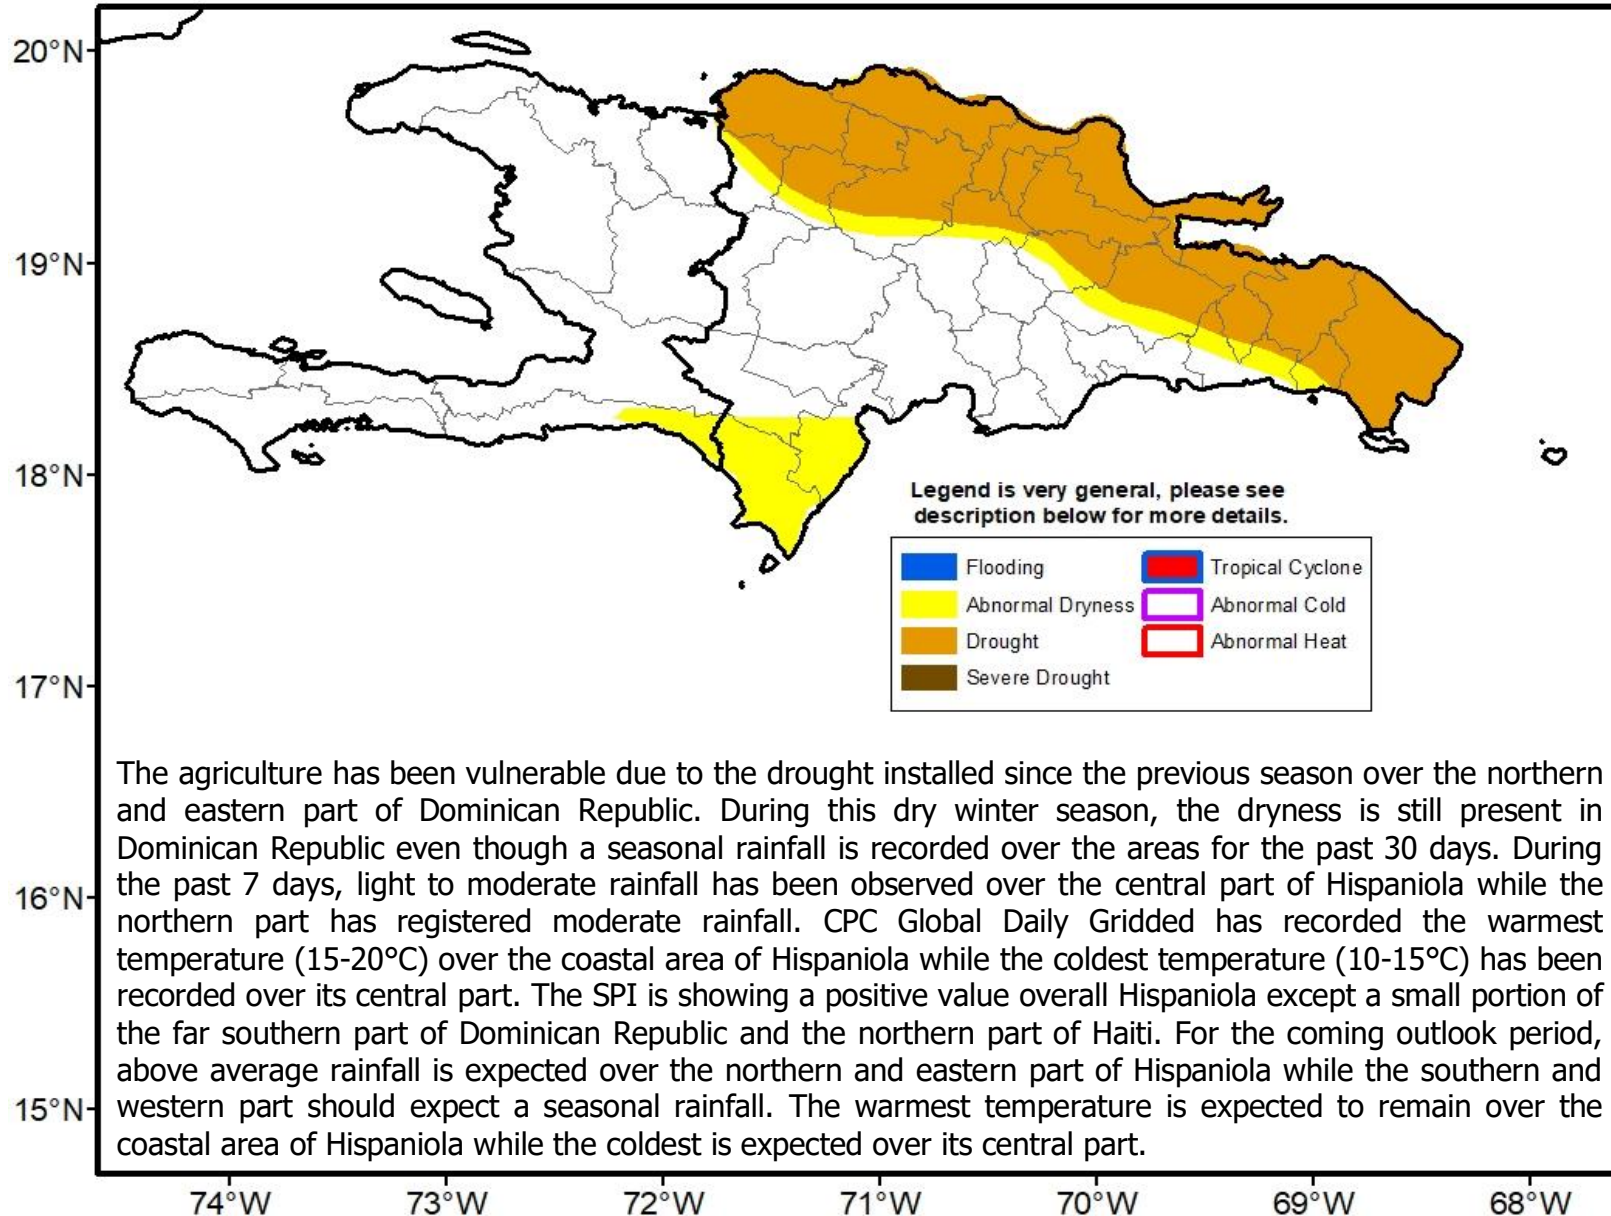 20°N
19°N
18°N
17°N
16°N
15°N
Legend is very general, please see
description below for more details.
Flooding
Tropical Cyclone
Abnormal Dryness
Abnormal Cold
Drought
Abnormal Heat
Severe Drought
The agriculture has been vulnerable due to the drought installed since the previous season over the northern
and eastern part of Dominican Republic. During this dry winter season, the dryness is still present in
Dominican Republic even though a seasonal rainfall is recorded over the areas for the past 30 days. During
the past 7 days, light to moderate rainfall has been observed over the central part of Hispaniola while the
northern part has registered moderate rainfall. CPC Global Daily Gridded has recorded the warmest
temperature (15-20°C) over the coastal area of Hispaniola while the coldest temperature (10-15°C) has been
recorded over its central part. The SPI is showing a positive value overall Hispaniola except a small portion of
the far southern part of Dominican Republic and the northern part of Haiti. For the coming outlook period,
above average rainfall is expected over the northern and eastern part of Hispaniola while the southern and
western part should expect a seasonal rainfall. The warmest temperature is expected to remain over the
coastal area of Hispaniola while the coldest is expected over its central part.
74°W
73°W
72°W
71°W
70°W
69°W
68°W